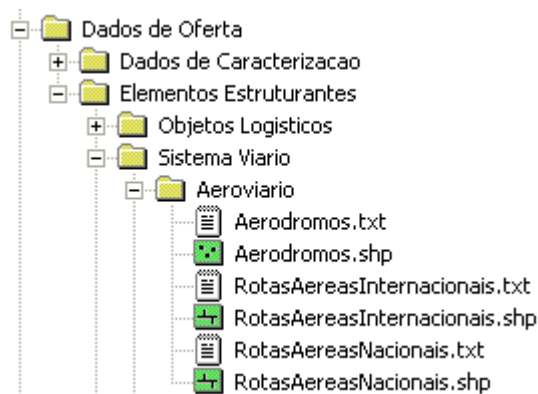 Dados de Oferta
Dados de Caracterizacao
Elementos Estruturantes
Objetos Logisticos
Sistema Viario
Aeroviario
Aerodromos.txt
Aerodromos.shp
RotasAereasInternacionais.txt
RotasAereasInternacionais.shp
RotasAereasNacionais.txt
RotasAereasNacionais.shp